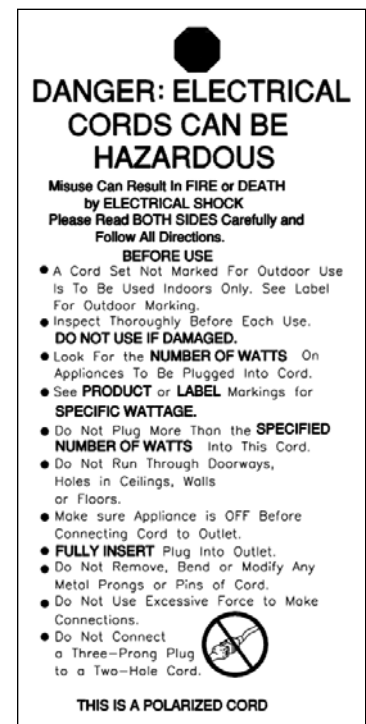 DANGER: ELECTRICAL
CORDS CAN BE
HAZARDOUS
Misuse Can Result In FIRE or DEATH
by ELECTRICAL SHOCK
Please Read BOTH SIDES Carefully and
Follow All Directions.
BEFORE USE
● A Cord Set Not Marked For Outdoor Use
Is To Be Used Indoors Only. See Label
For Outdoor Marking.
● Inspect Thoroughly Before Each Use.
DO NOT USE IF DAMAGED.
● Look For the NUMBER OF WATTS On
Appliances To Be Plugged Into Cord.
● See PRODUCT or LABEL Markings for
SPECIFIC WATTAGE.
● Do Not Plug More Than the SPECIFIED
NUMBER OF WATTS Into This Cord.
● Do Not Run Through Doorways,
Holes in Ceilings, Walls
or Floors.
● Make sure Appliance is OFF Before
Connecting Cord to Outlet.
● FULLY INSERT Plug Into Outlet.
● Do Not Remove, Bend or Modify Any
Metal Prongs or Pins of Cord.
● Do Not Use Excessive Force to Make
Connections.
● Do Not Connect
a Three-Prong Plug
to a Two-Hole Cord.
THIS IS A POLARIZED CORD